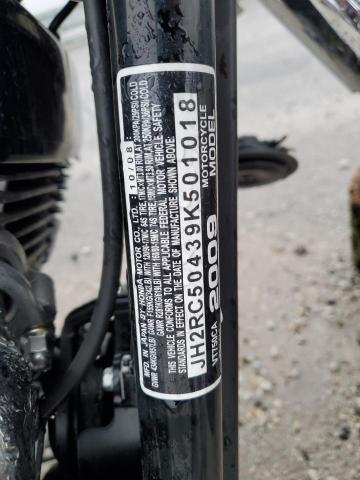 MFD. IN JAPAN BY HONDA MOTOR CO., LTD. 10/08
THIS VEHICLE CONFORMS TO ALL APPLICABLE FEDERAL MOTOR VEHICLE SAFETY
STANDARDS IN EFFECT ON THE DATE OF MANUFACTURE SHOWN ABOVE.
JH2RC50439K501018
MOTORCYCLE
VT750CA 2009 MODEL